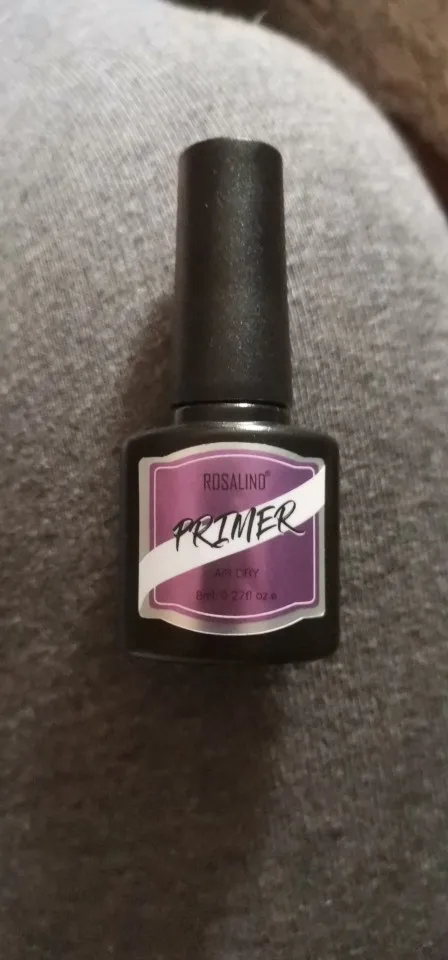 ROSALIND®
PRIMER
AIR DRY
8ml. 0.27fl oz e